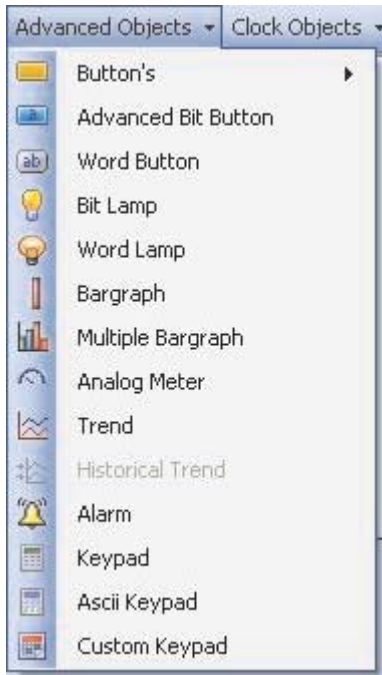 Advanced Objects Clock Objects
Button's
a Advanced Bit Button
ab Word Button
Bit Lamp
Word Lamp
Bargraph
Multiple Bargraph
Analog Meter
Trend
Historical Trend
Alarm
Keypad
Ascii Keypad
Custom Keypad